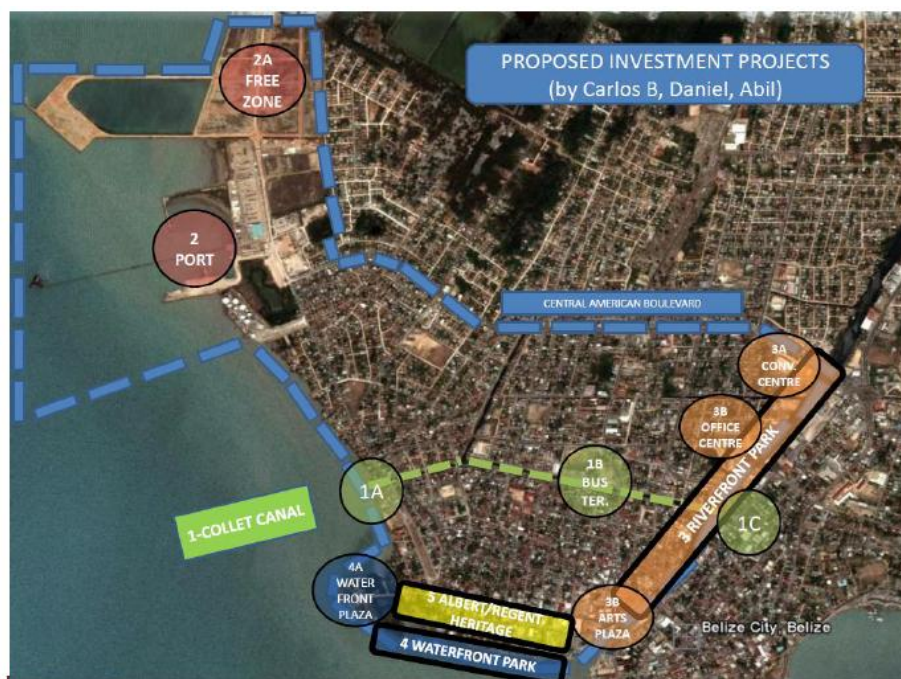 PROPOSED INVESTMENT PROJECTS
(by Carlos B, Daniel, Abil)
2A
FREE
ZONE
2
PORT
CENTRAL AMERICAN BOULEVARD
3A
CONV.
CENTRE
3B
OFFICE
CENTRE
3 RIVERFRONT PARK
1A
1B
BUS
TER.
1C
1-COLLET CANAL
4A
WATER
FRONT
PLAZA
5 ALBERT/REGENT
HERITAGE
4 WATERFRONT PARK
3B
ARTS
PLAZA
Belize City, Belize